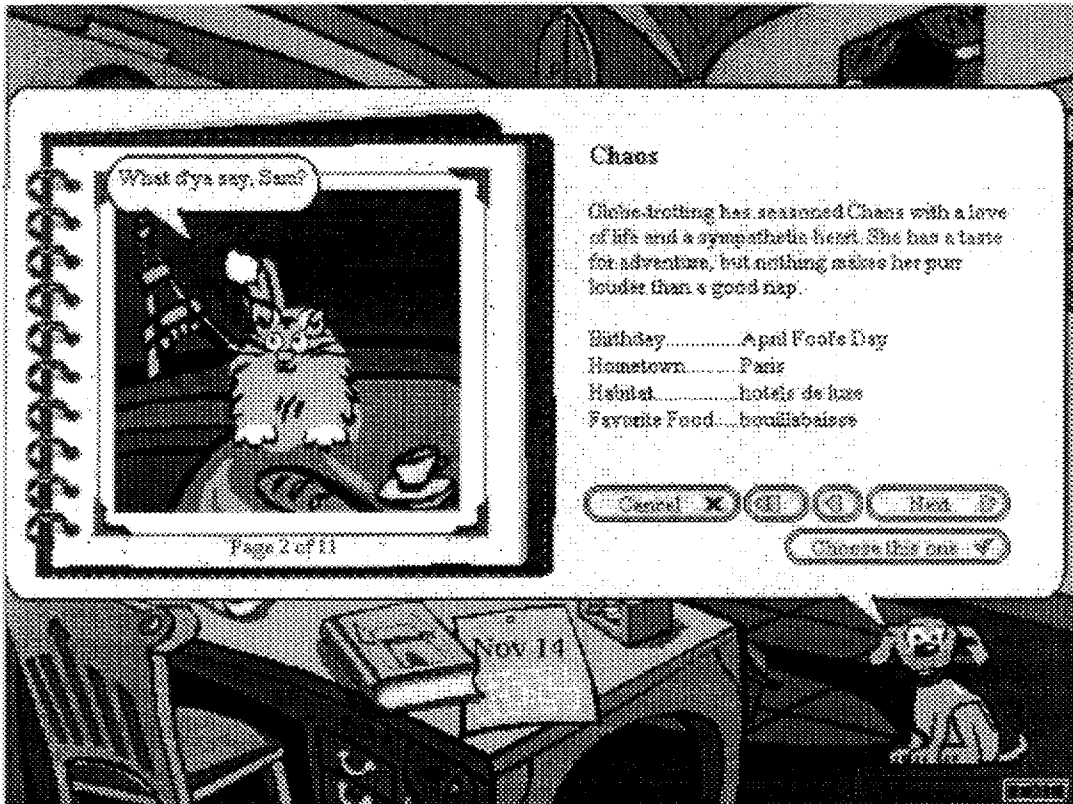 What d'ya say, Sam?
Page 2 of 11
Chaos
Globe-trotting has seasoned Chaos with a love
of life and a sympathetic heart. She has a taste
for adventure, but nothing makes her purr
louder than a good nap.
Birthday..............April Fool's Day
Hometown..........Paris
Habitat................hotels de luxe
Favorite Food....bouillabaisse
Cancel
Next
Choose this one
Nov 14